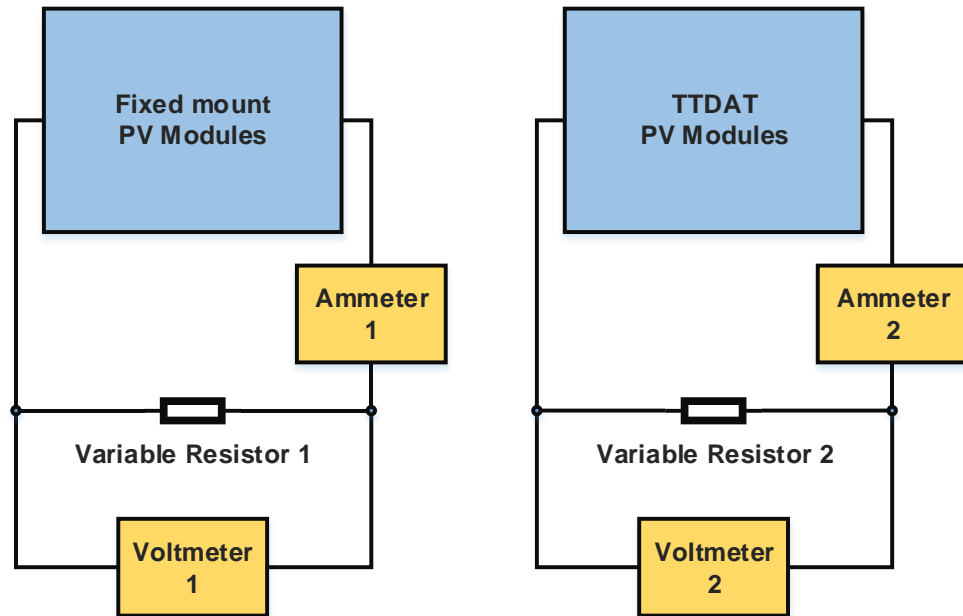 Fixed mount
PV Modules
TTDAT
PV Modules
Ammeter
1
Ammeter
2
Variable Resistor 1
Variable Resistor 2
Voltmeter
1
Voltmeter
2